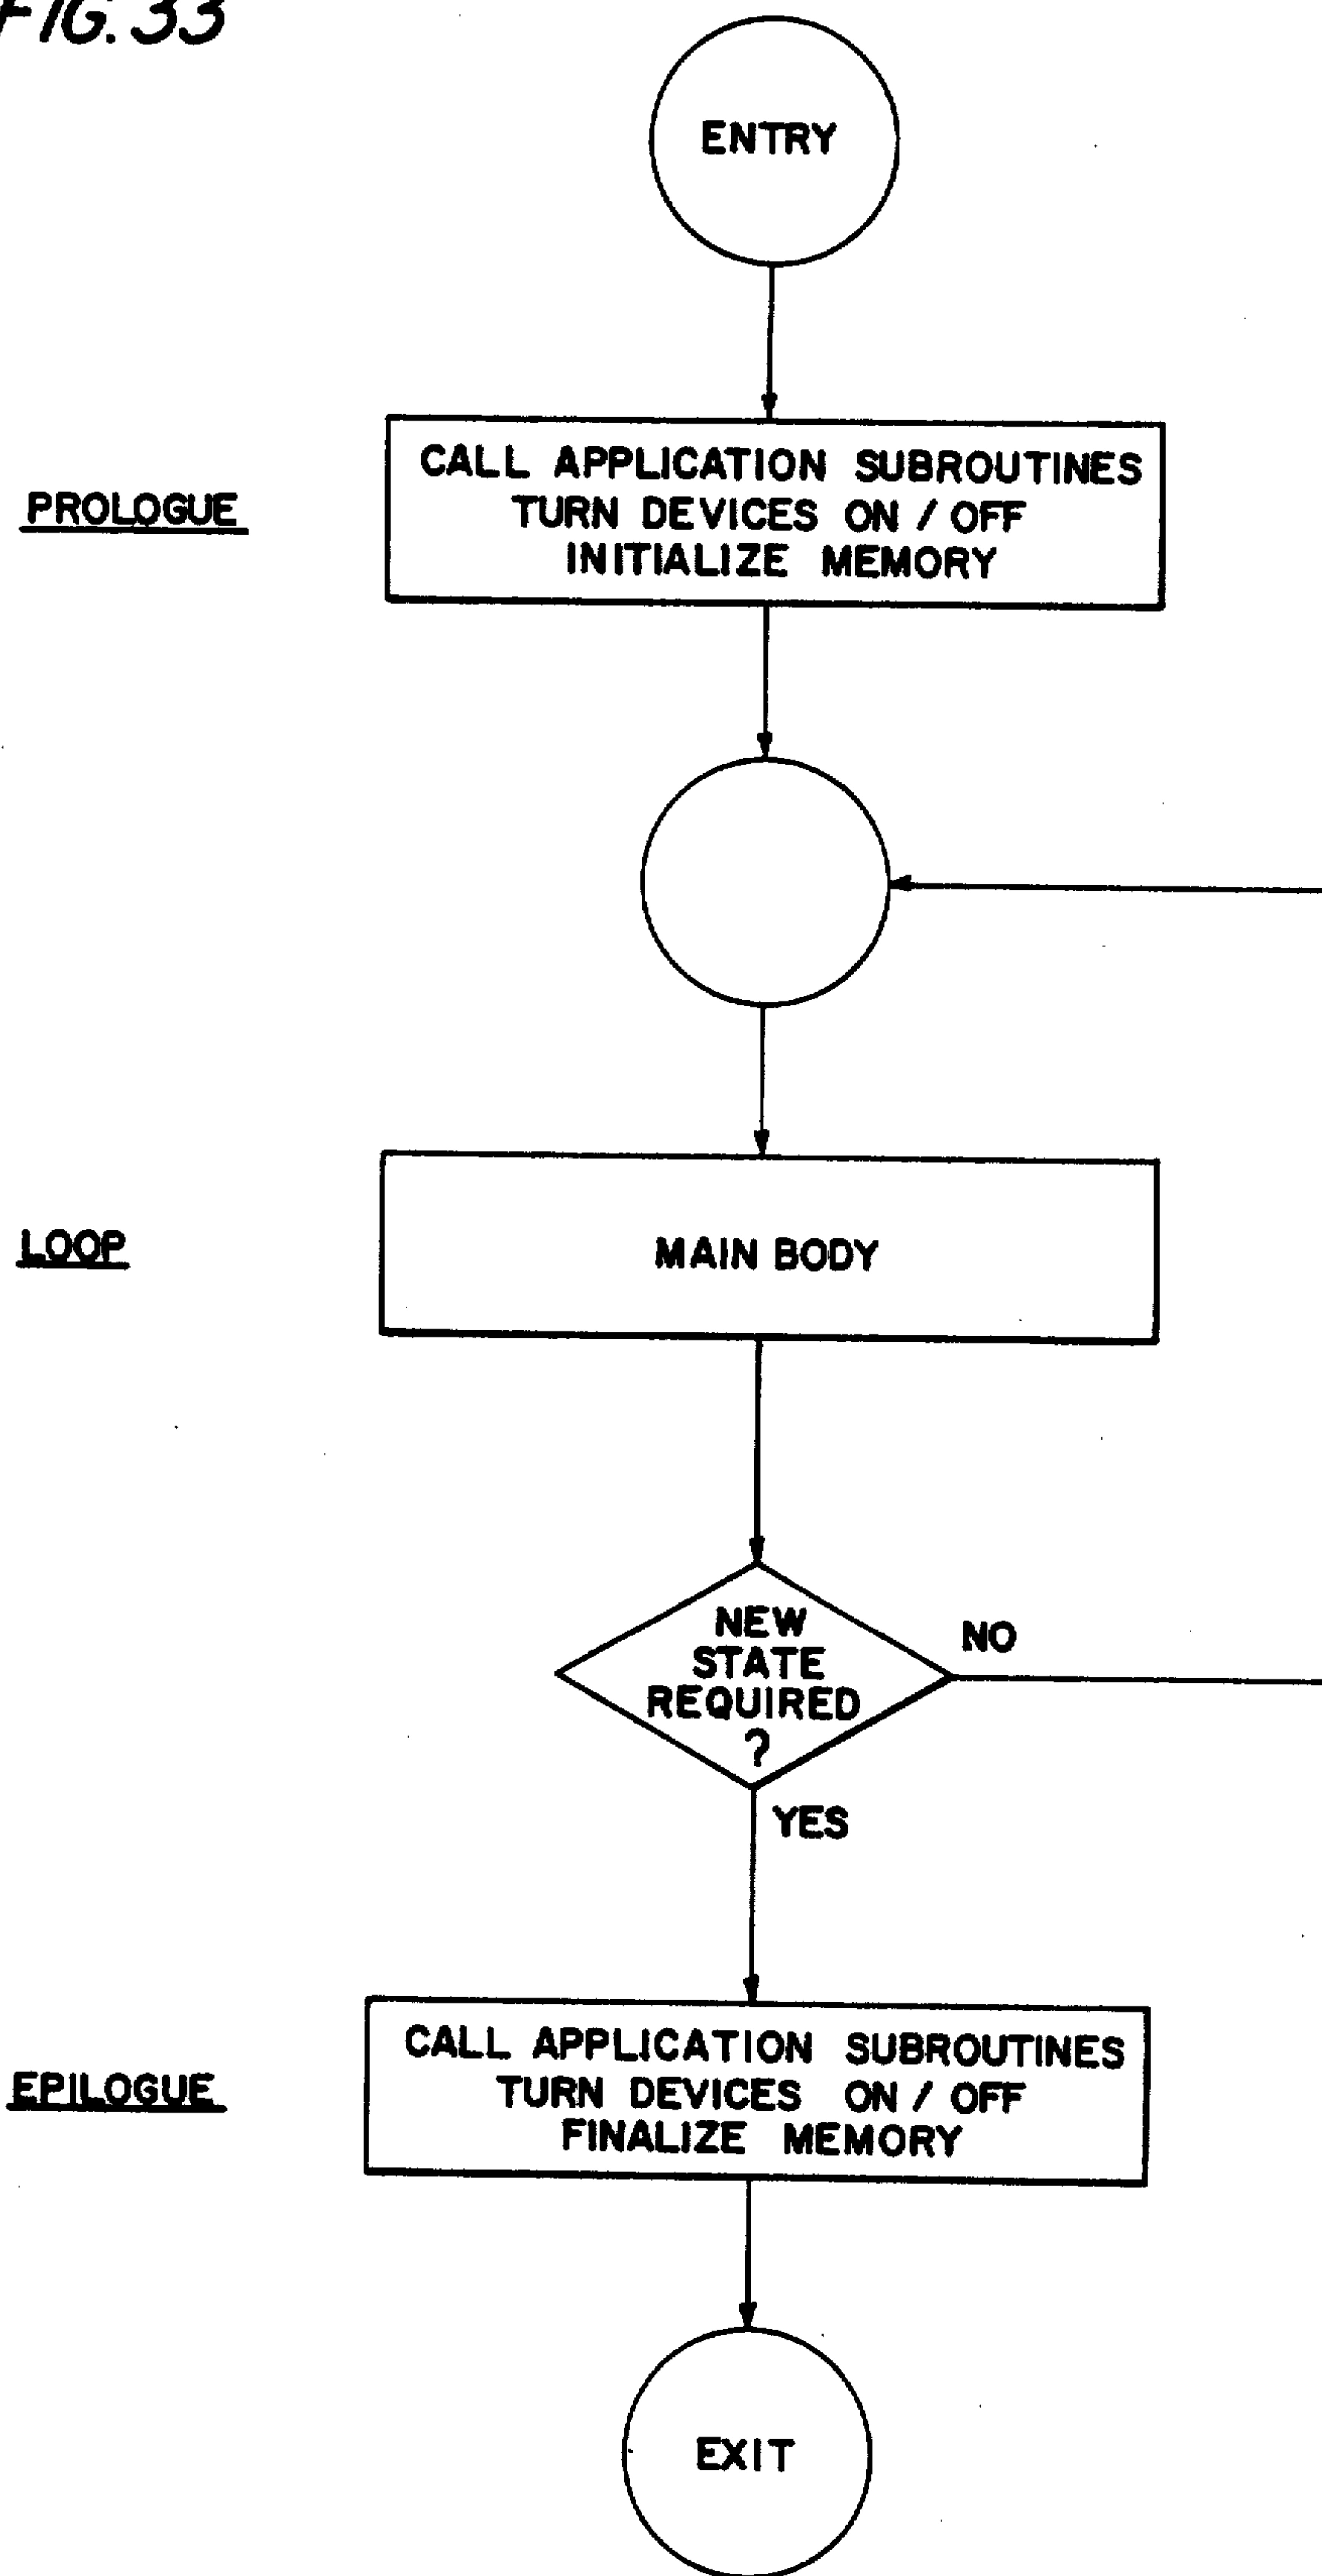 FIG. 33
ENTRY
PROLOGUE
CALL APPLICATION SUBROUTINES
TURN DEVICES ON / OFF
INITIALIZE MEMORY
LOOP
MAIN BODY
NEW
STATE
REQUIRED
?
NO
YES
EPILOGUE
CALL APPLICATION SUBROUTINES
TURN DEVICES ON / OFF
FINALIZE MEMORY
EXIT